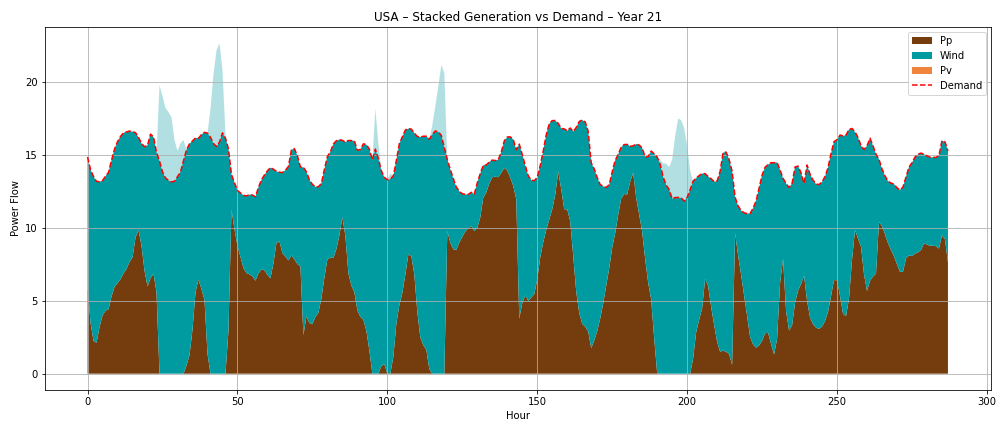 USA – Stacked Generation vs Demand – Year 21
Pp
Wind
Pv
Demand
20
15
10
5
0
Power Flow
0 50 100 150 200 250 300
Hour